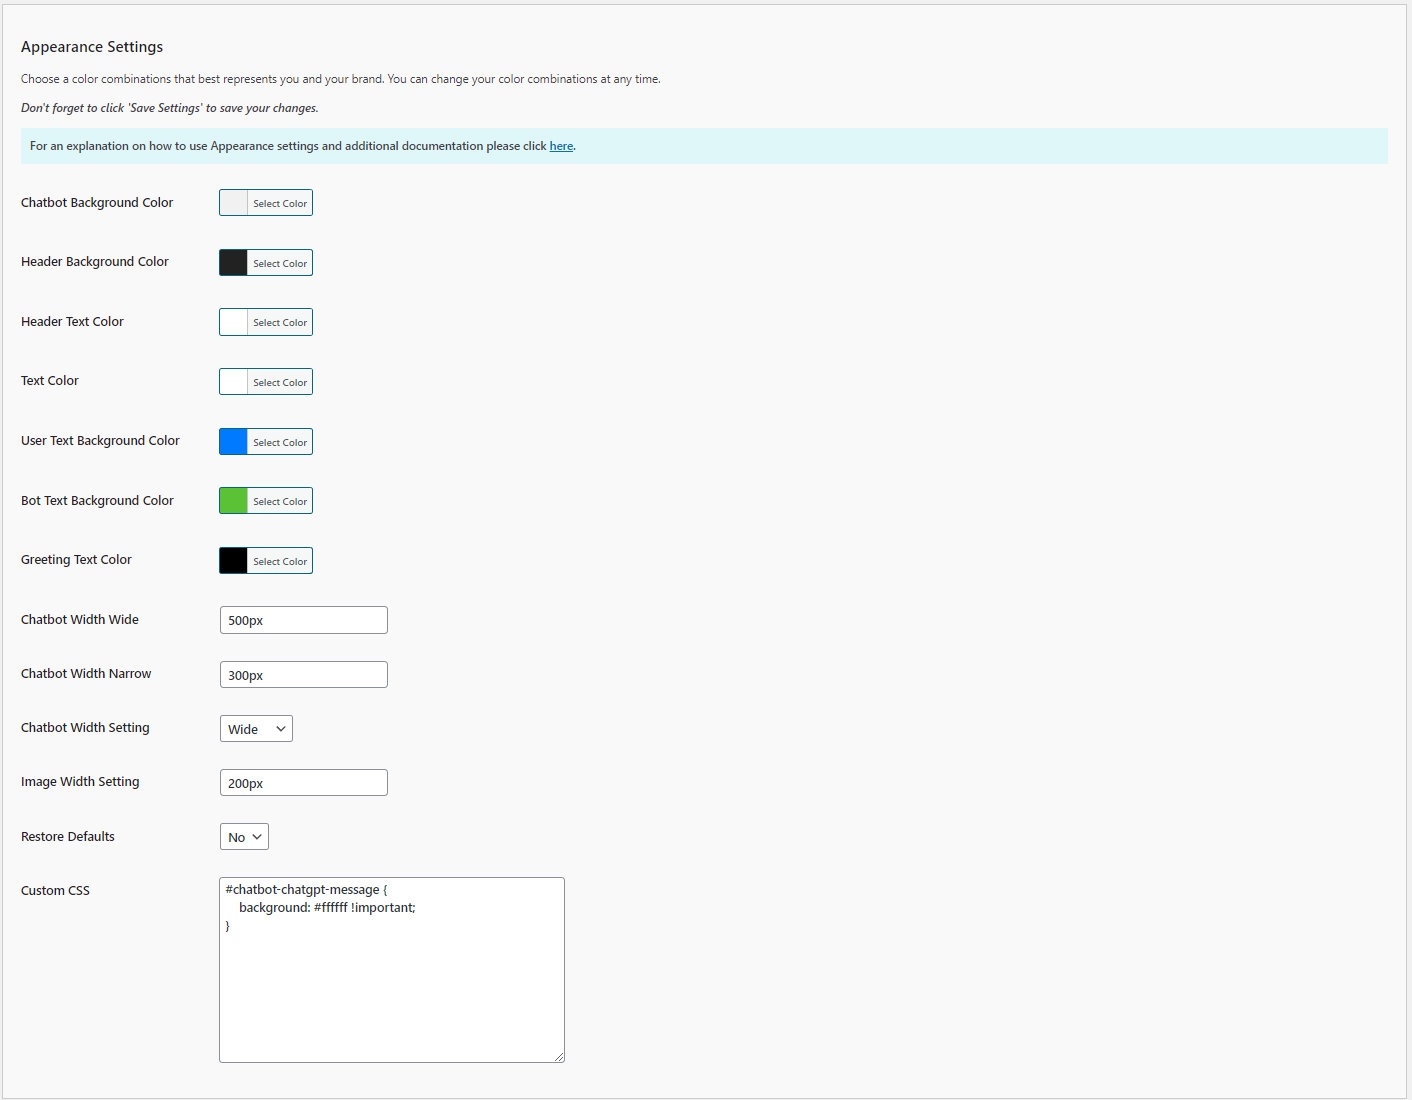 Appearance Settings
Choose a color combinations that best represents you and your brand. You can change your color combinations at any time.
Don't forget to click 'Save Settings' to save your changes.
For an explanation on how to use Appearance settings and additional documentation please click here.
Chatbot Background Color Select Color
Header Background Color Select Color
Header Text Color Select Color
Text Color Select Color
User Text Background Color Select Color
Bot Text Background Color Select Color
Greeting Text Color Select Color
Chatbot Width Wide 500px
Chatbot Width Narrow 300px
Chatbot Width Setting Wide
Image Width Setting 200px
Restore Defaults No
Custom CSS #chatbot-chatgpt-message {
background: #ffffff !important;
}